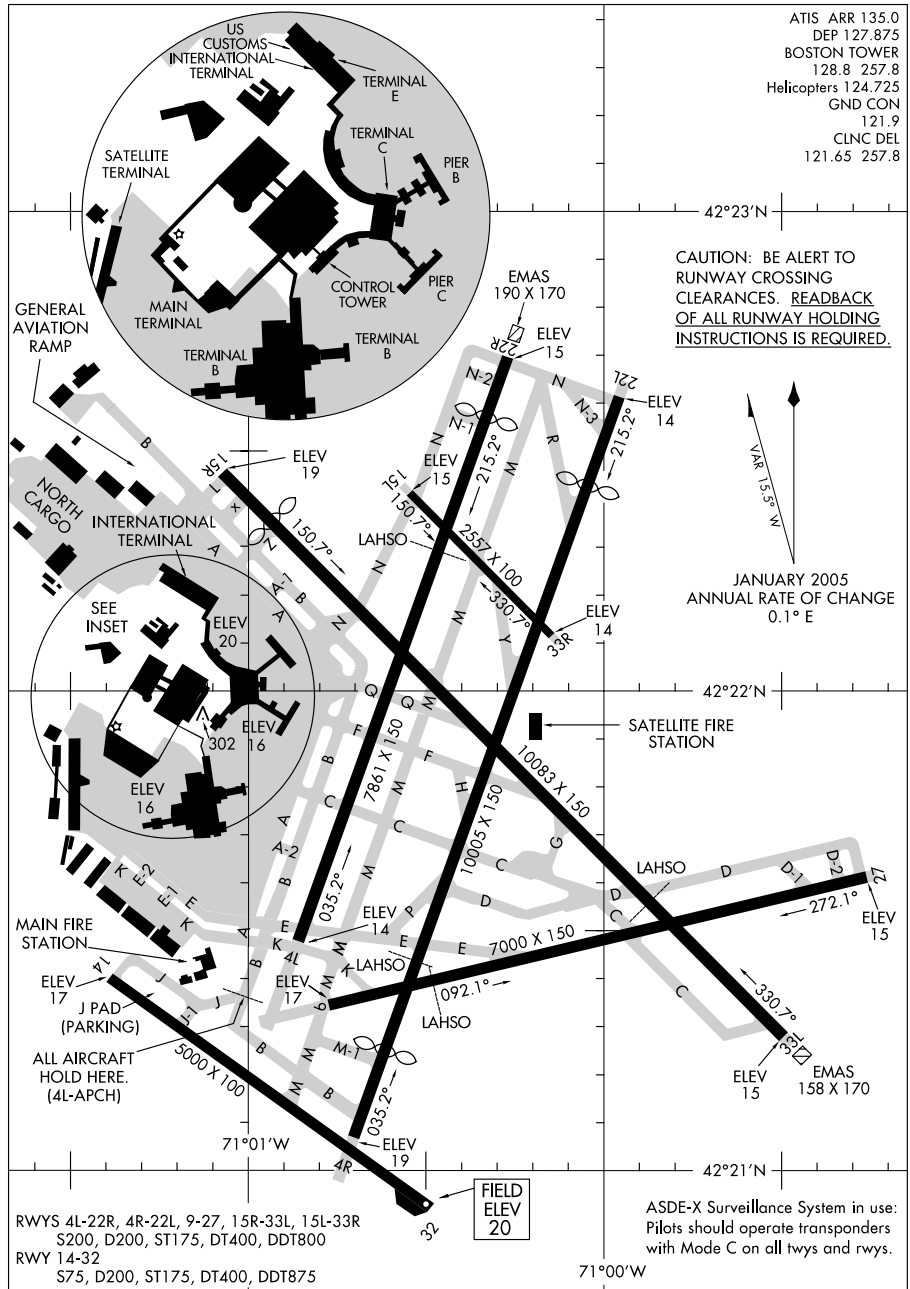 ATIS ARR 135.0
DEP 127.875
BOSTON TOWER
128.8 257.8
Helicopters 124.725
GND CON
121.9
CLNC DEL
121.65 257.8
US
CUSTOMS
INTERNATIONAL
TERMINAL
TERMINAL
E
TERMINAL
C
PIER
B
SATELLITE
TERMINAL
PIER
C
CONTROL
TOWER
MAIN
TERMINAL
TERMINAL
B
TERMINAL
B
42°23'N
CAUTION: BE ALERT TO
RUNWAY CROSSING
CLEARANCES. READBACK
OF ALL RUNWAY HOLDING
INSTRUCTIONS IS REQUIRED.
EMAS
190 X 170
GENERAL
AVIATION
RAMP
22R
ELEV
15
N-2
N
N-3
22L
ELEV
14
VAR 15.5° W
JANUARY 2005
ANNUAL RATE OF CHANGE
0.1° E
B
15R
ELEV
19
L
X
N
150.7°
A
A-1
A
B
N
NORTH
CARGO
INTERNATIONAL
TERMINAL
ELEV
15
15L
150.7°
N
N
N-1
215.2°
M
R
215.2°
LAHSO
2557 X 100
330.7°
M
Y
33R
ELEV
14
SEE
INSET
ELEV
20
ELEV
16
302
ELEV
16
42°22'N
SATELLITE FIRE
STATION
Q
Q
M
F
F
B
C
M
C
H
C
G
7861 X 150
10005 X 150
10083 X 150
A
A-2
B
M
P
D
D
C
D
D-1
D-2
27
LAHSO
272.1°
ELEV
15
035.2°
K
E-2
E-1
E
K
A
E
K
4L
ELEV
14
M
E
E
K
7000 X 150
LAHSO
LAHSO
092.1°
MAIN FIRE
STATION
ELEV
17
9
M
M
14
ELEV
17
J
J
J-1
B
J PAD
(PARKING)
ALL AIRCRAFT
HOLD HERE.
(4L-APCH)
B
M
M
M-1
B
C
330.7°
33L
ELEV
15
EMAS
158 X 170
5000 X 100
035.2°
71°01'W
4R
ELEV
19
42°21'N
32
FIELD
ELEV
20
RWYS 4L-22R, 4R-22L, 9-27, 15R-33L, 15L-33R
S200, D200, ST175, DT400, DDT800
RWY 14-32
S75, D200, ST175, DT400, DDT875
71°00'W
ASDE-X Surveillance System in use:
Pilots should operate transponders
with Mode C on all twys and rwys.